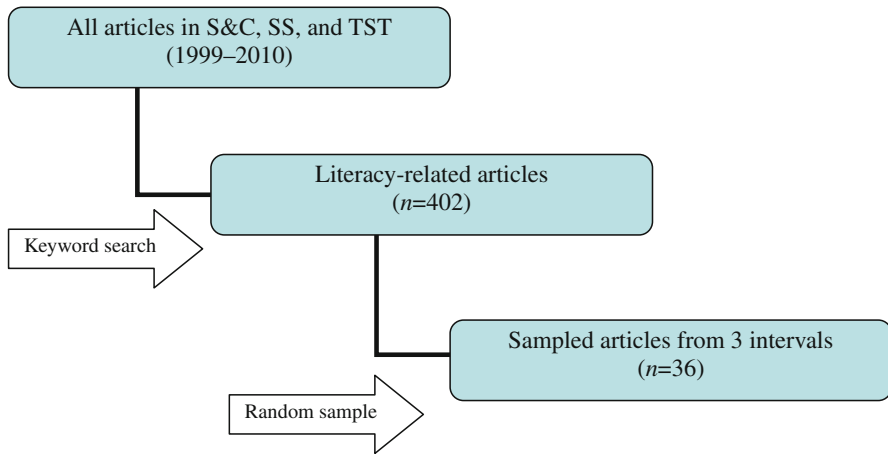 All articles in S&C, SS, and TST
(1999–2010)
Literacy-related articles
(n=402)
Keyword search
Sampled articles from 3 intervals
(n=36)
Random sample